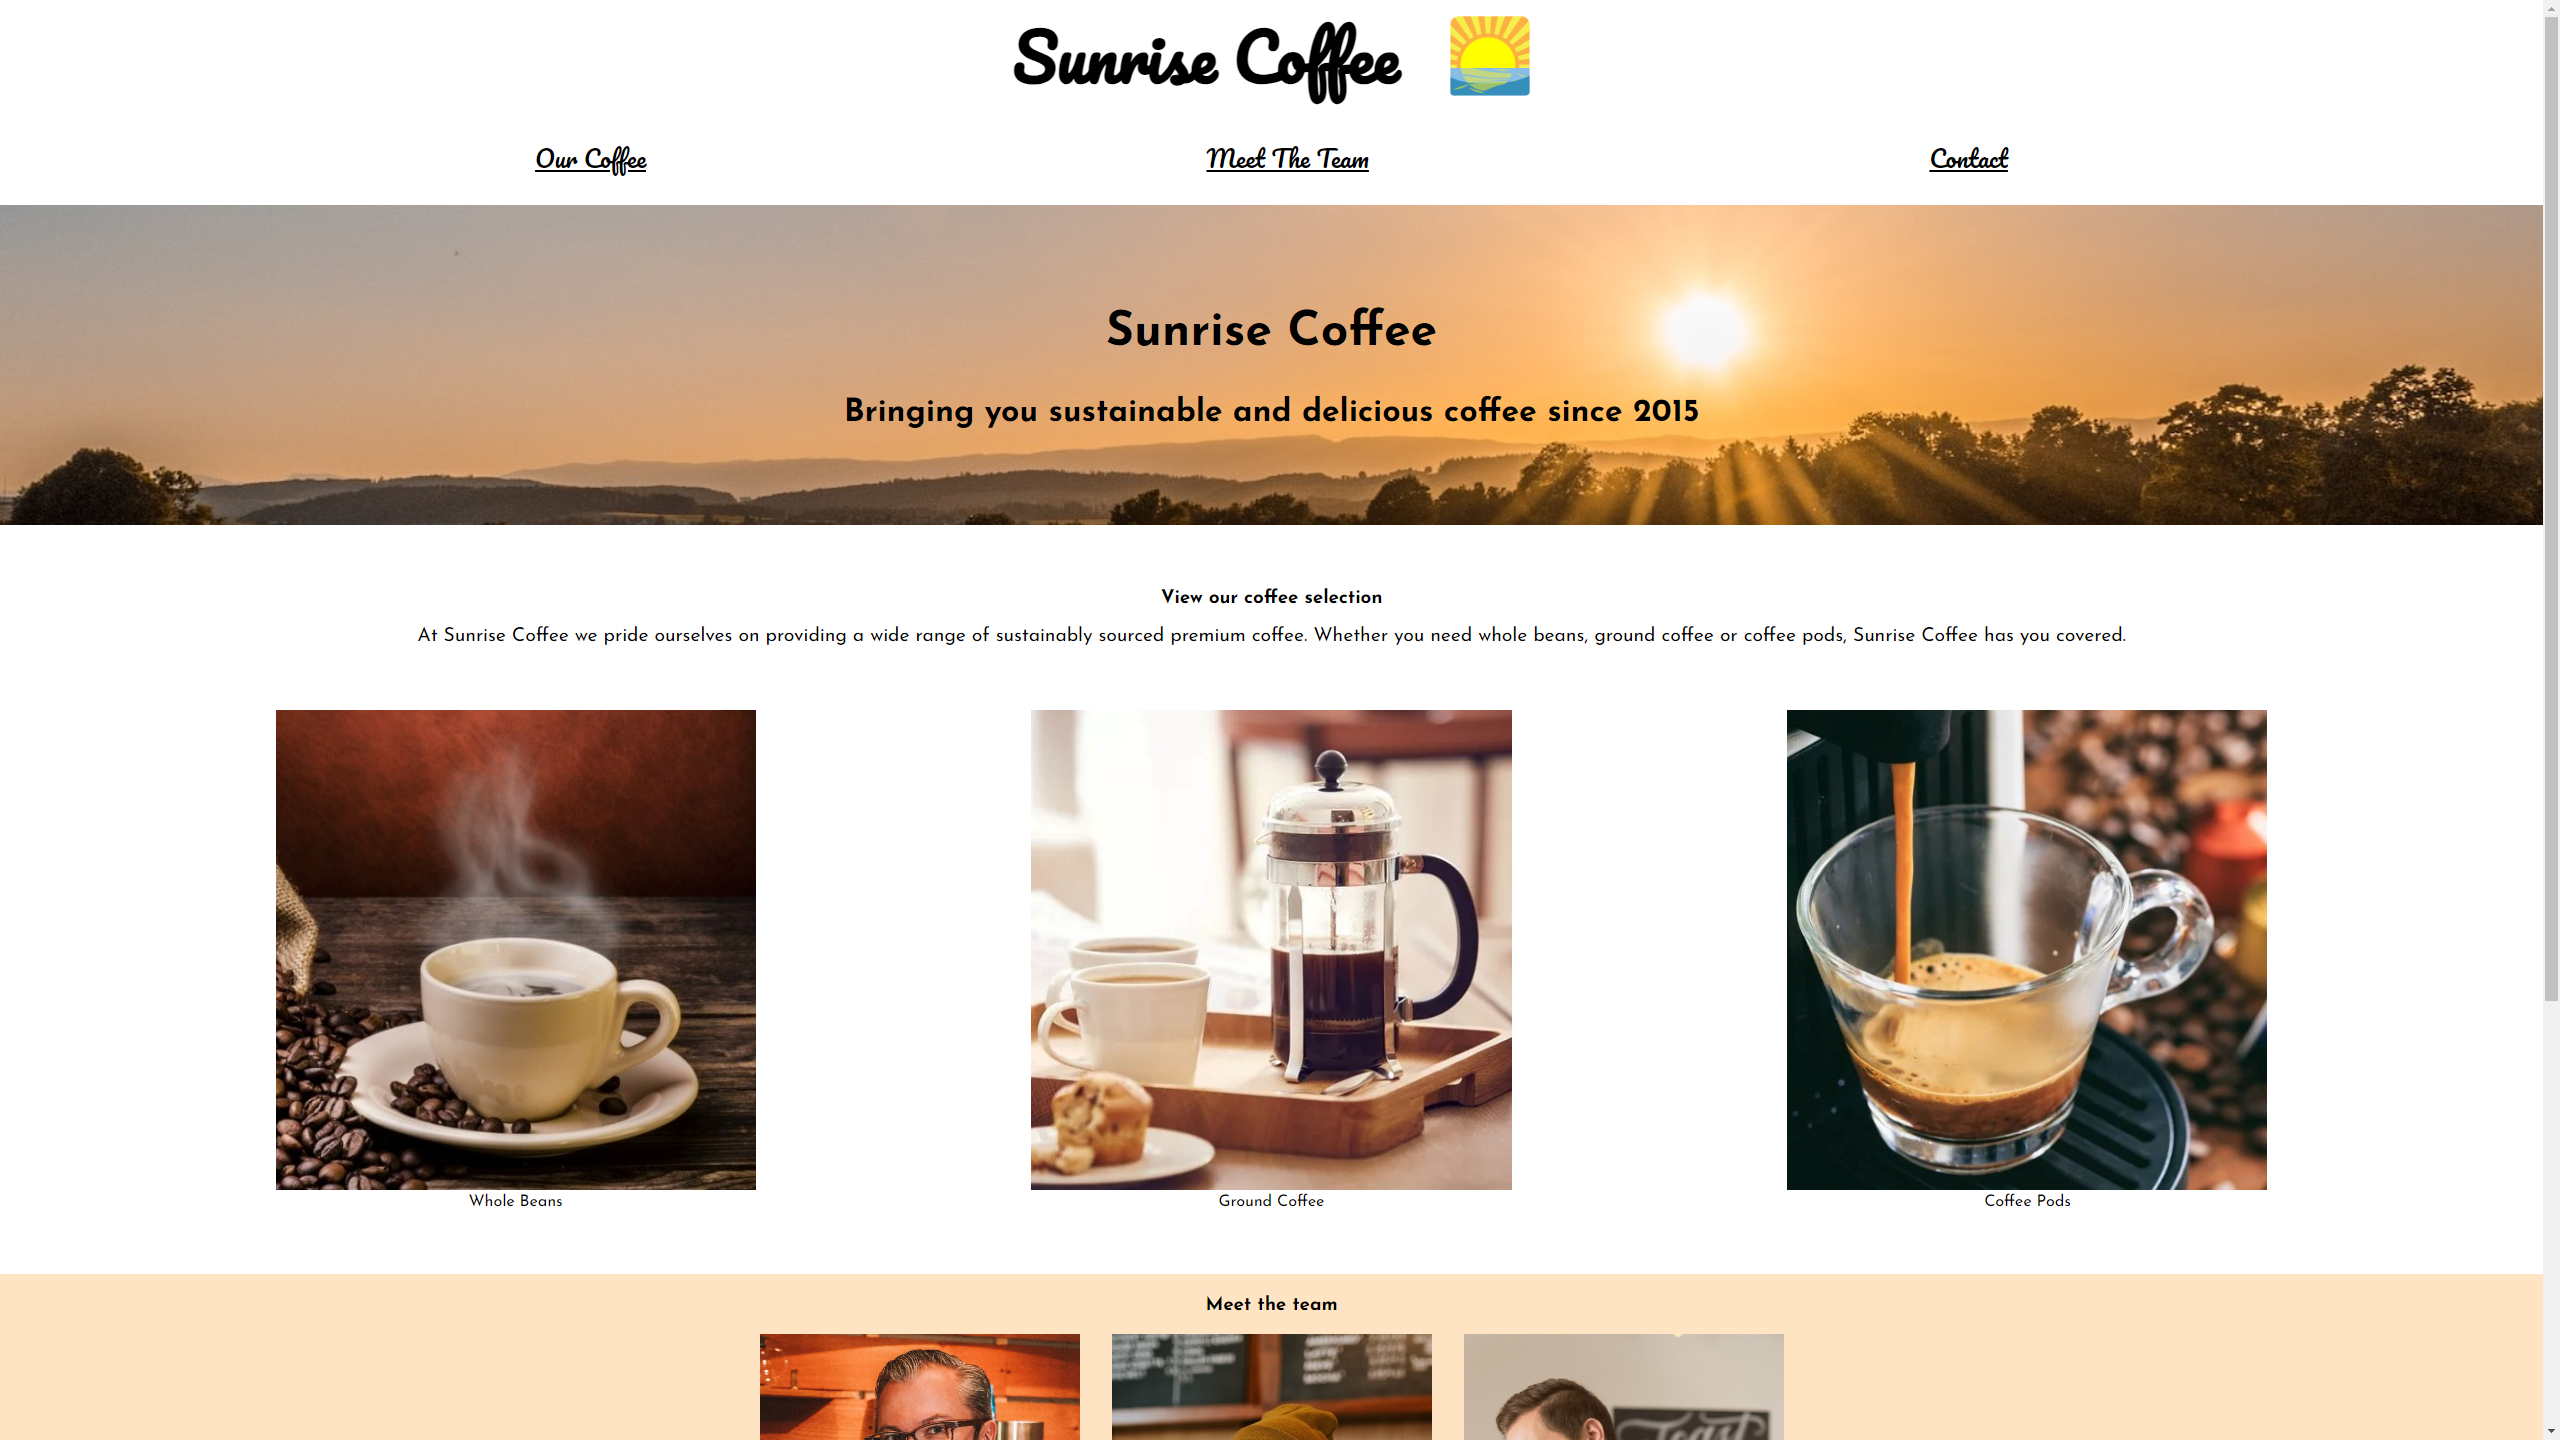 Sunrise Coffee
Our Coffee
Meet The Team
Contact
Sunrise Coffee
Bringing you sustainable and delicious coffee since 2015
View our coffee selection
At Sunrise Coffee we pride ourselves on providing a wide range of sustainably sourced premium coffee. Whether you need whole beans, ground coffee or coffee pods, Sunrise Coffee has you covered.
Whole Beans
Ground Coffee
Coffee Pods
Meet the team
Toast